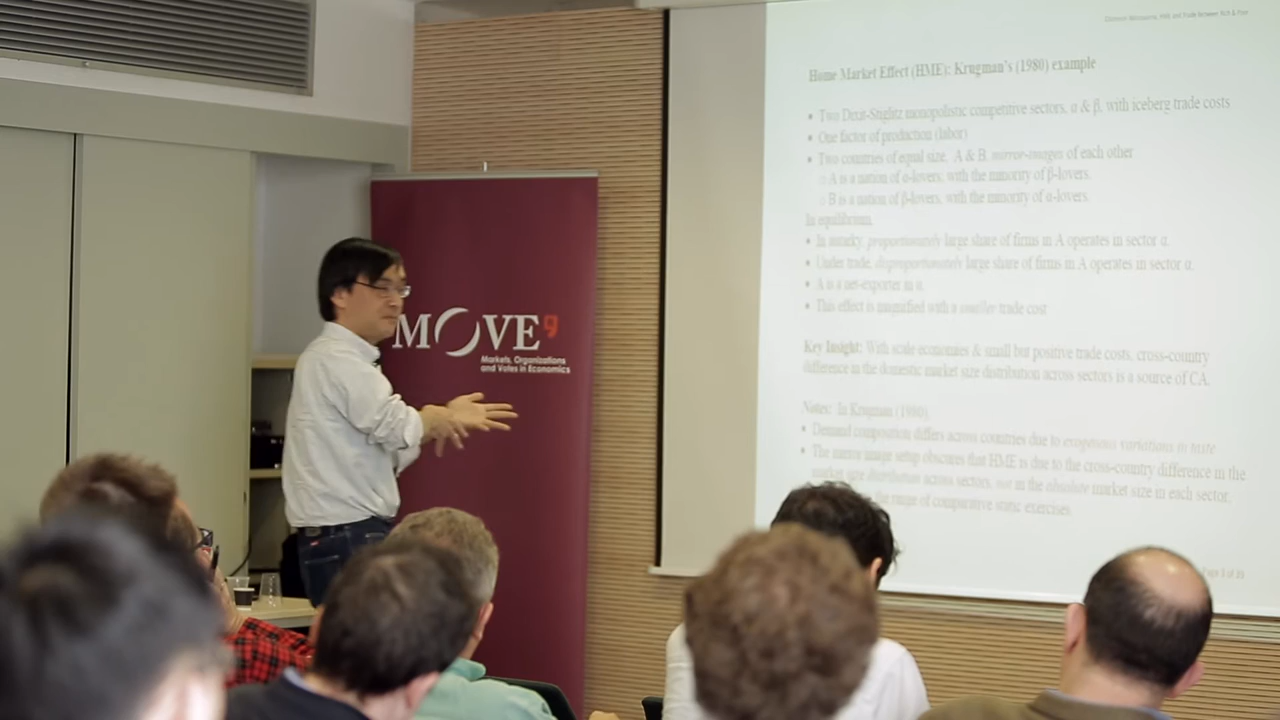 Home Market Effect (HME): Krugman's (1980) example
• Two Dixit-Stiglitz monopolistic competitive sectors, α & β, with iceberg trade costs
• One factor of production (labor)
• Two countries of equal size. A & B, mirror-images of each other
○ A is a nation of α-lovers, with the minority of β-lovers.
○ B is a nation of β-lovers, with the minority of α-lovers.
In equilibrium,
• In autarky, proportionately large share of firms in A operates in sector α.
• Under trade, disproportionately large share of firms in A operates in sector α.
• A is a net-exporter in α.
• This effect is magnified with a smaller trade cost
Key Insight: With scale economies & small but positive trade costs, cross-country
difference in the domestic market size distribution across sectors is a source of CA.
Notes: In Krugman (1980),
• Demand composition differs across countries due to exogenous variations in taste
• The mirror image setup obscures that HME is due to the cross-country difference in the
market size distribution across sectors, not in the absolute market size in each sector
the range of comparative static exercises.
MOVE
Markets, Organizations
and Votes in Economics